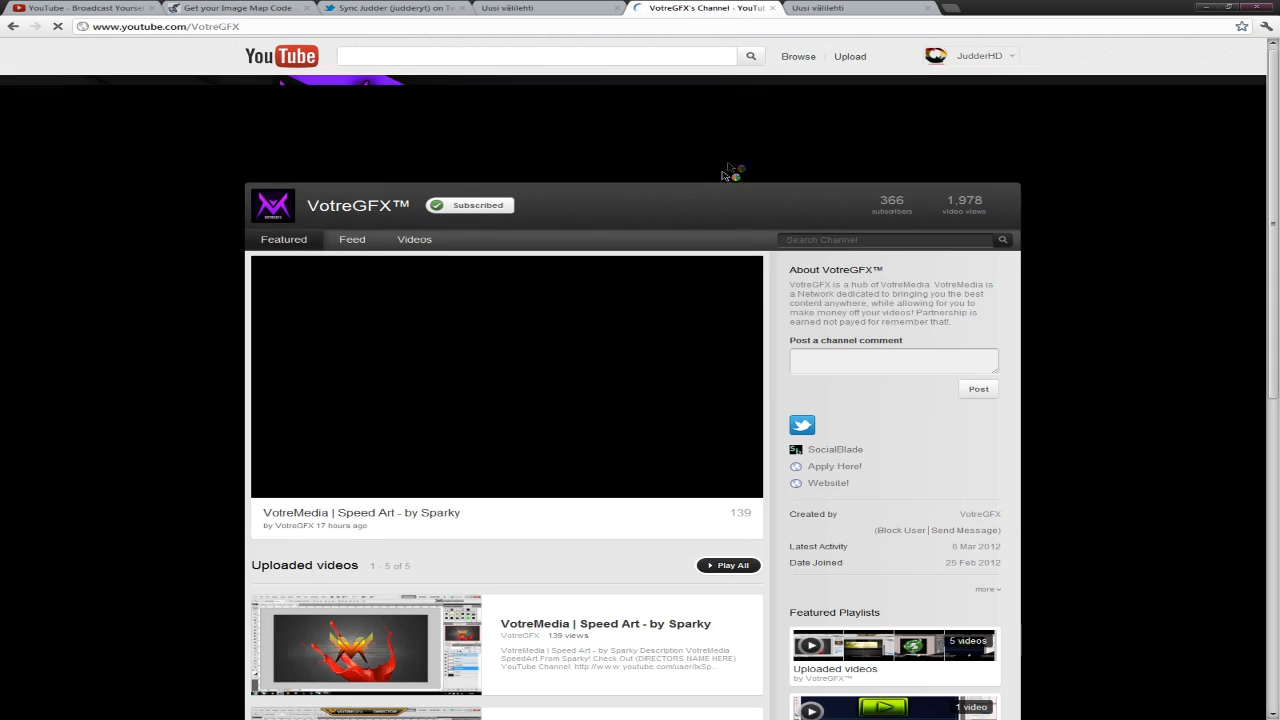 YouTube - Broadcast Yoursel
Get your Image Map Code
Sync Judder (judderyt) on Tw
Uusi välilehti
VotreGFX's Channel - YouTul
Uusi välilehti
www.youtube.com/VotreGFX
YouTube
Browse
Upload
JudderHD
VotreGFX™
Subscribed
366
subscribers
1,978
video views
Featured
Feed
Videos
Search Channel
About VotreGFX™
VotreGFX is a hub of VotreMedia. VotreMedia is
a Network dedicated to bringing you the best
content anywhere, while allowing for you to
make money off your videos! Partnership is
earned not payed for remember that!.
Post a channel comment
Post
SocialBlade
Apply Here!
Website!
Created by VotreGFX
(Block User|Send Message)
Latest Activity 6 Mar 2012
Date Joined 25 Feb 2012
more
VotreMedia | Speed Art - by Sparky
139
by VotreGFX 17 hours ago
Uploaded videos 1 - 5 of 5
Play All
VotreMedia | Speed Art - by Sparky
VotreGFX 139 views
VotreMedia | Speed Art - by Sparky Description VotreMedia
SpeedArt From Sparky! Check Out (DIRECTORS NAME HERE)
YouTube Channel: http://www.youtube.com/user/IxSp...
DIRECTOR
Featured Playlists
5 videos
Uploaded videos
by VotreGFX™
1 video